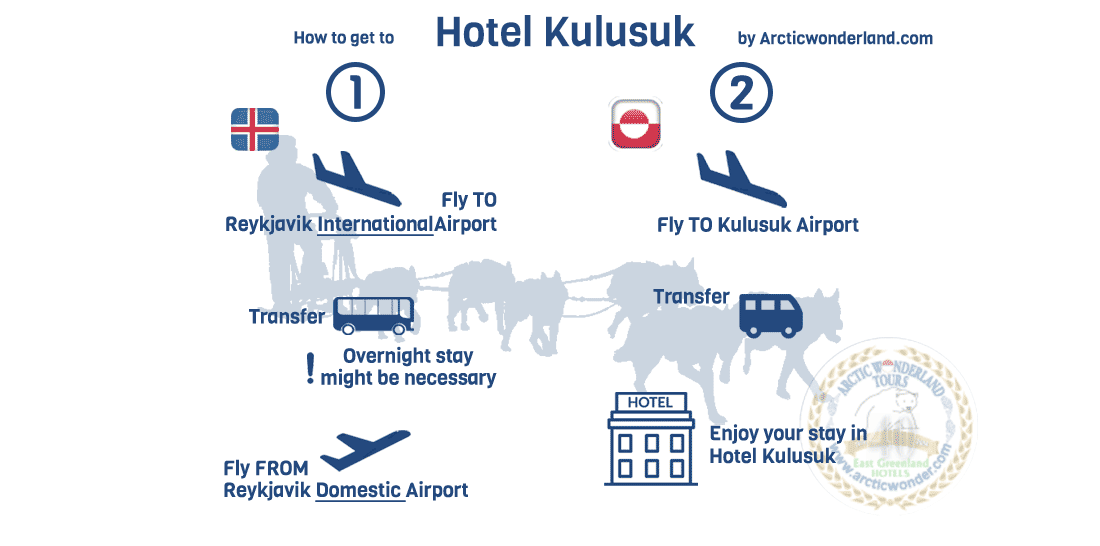 How to get to Hotel Kulusuk by Arcticwonderland.com
1
Fly TO
Reykjavik International Airport
Transfer
! Overnight stay
might be necessary
Fly FROM
Reykjavik Domestic Airport
2
Fly TO Kulusuk Airport
Transfer
HOTEL
Enjoy your stay in
Hotel Kulusuk
ARCTIC WONDERLAND
TOURS
East Greenland
HOTELS
www.arcticwonder.com